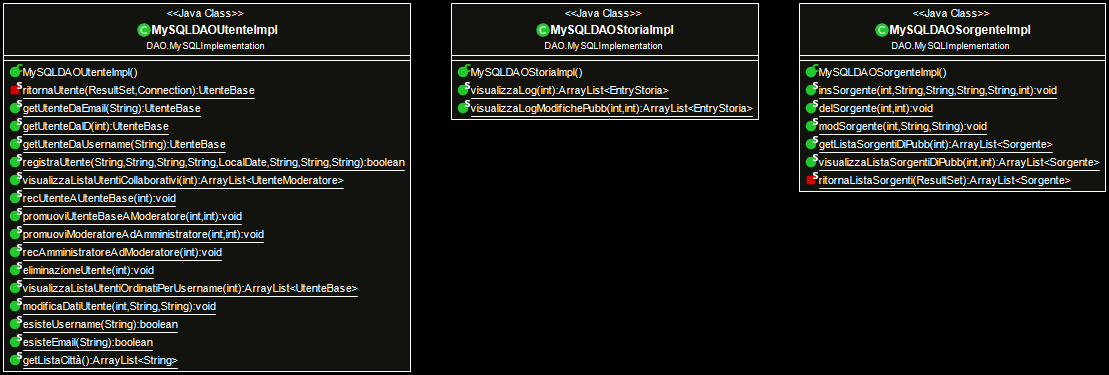 <<Java Class>>
MySQLDAOUtenteImpl
DAO.MySQLImplementation
MySQLDAOUtenteImpl()
ritornaUtente(ResultSet,Connection):UtenteBase
getUtenteDaEmail(String):UtenteBase
getUtenteDaID(int):UtenteBase
getUtenteDaUsername(String):UtenteBase
registraUtente(String,String,String,String,LocalDate,String,String,String):boolean
visualizzaListaUtentiCollaborativi(int):ArrayList<UtenteModeratore>
recUtenteAUtenteBase(int):void
promuoviUtenteBaseAModeratore(int,int):void
promuoviModeratoreAdAmministratore(int,int):void
recAmministratoreAdModeratore(int):void
eliminazioneUtente(int):void
visualizzaListaUtentiOrdinatiPerUsername(int):ArrayList<UtenteBase>
modificaDatiUtente(int,String,String):void
esisteUsername(String):boolean
esisteEmail(String):boolean
getListaCittà():ArrayList<String>
<<Java Class>>
MySQLDAOStoriaImpl
DAO.MySQLImplementation
MySQLDAOStoriaImpl()
visualizzaLog(int):ArrayList<EntryStoria>
visualizzaLogModifichePubb(int,int):ArrayList<EntryStoria>
<<Java Class>>
MySQLDAOSorgenteImpl
DAO.MySQLImplementation
MySQLDAOSorgenteImpl()
insSorgente(int,String,String,String,String,int):void
delSorgente(int,int):void
modSorgente(int,String,String):void
getListaSorgentiDiPubb(int):ArrayList<Sorgente>
visualizzaListaSorgentiDiPubb(int,int):ArrayList<Sorgente>
ritornaListaSorgenti(ResultSet):ArrayList<Sorgente>